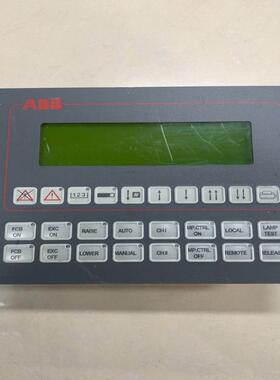 ABB
1 2 3
FCB ON EXC ON RAISE AUTO CH I MP.CTRL ON LOCAL LAMP TEST
FCB OFF EXC OFF LOWER MANUAL CH II MP.CTRL OFF REMOTE RELEASE